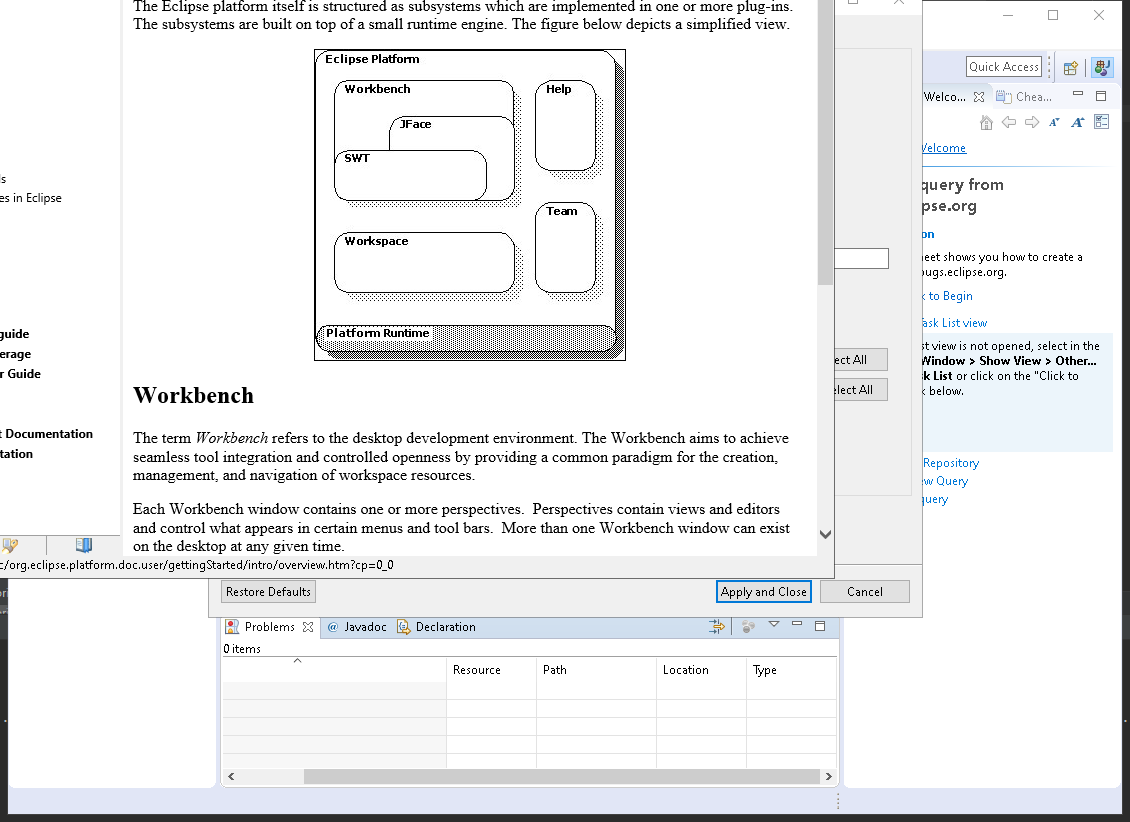 The Eclipse platform itself is structured as subsystems which are implemented in one or more plug-ins.
The subsystems are built on top of a small runtime engine. The figure below depicts a simplified view.
Eclipse Platform
Workbench
Help
JFace
SWT
Team
Workspace
Platform Runtime
Workbench
The term Workbench refers to the desktop development environment. The Workbench aims to achieve
seamless tool integration and controlled openness by providing a common paradigm for the creation,
management, and navigation of workspace resources.
Each Workbench window contains one or more perspectives. Perspectives contain views and editors
and control what appears in certain menus and tool bars. More than one Workbench window can exist
on the desktop at any given time.
ls
es in Eclipse
guide
erage
r Guide
t Documentation
tation
c/org.eclipse.platform.doc.user/gettingStarted/intro/overview.htm?cp=0_0
ect All
elect All
Restore Defaults
Apply and Close
Cancel
Quick Access
Welco...
Chea...
Welcome
query from
pse.org
on
eet shows you how to create a
bugs.eclipse.org.
k to Begin
Task List view
st view is not opened, select in the
Window > Show View > Other...
sk List or click on the "Click to
k below.
Repository
ew Query
query
Problems
@ Javadoc
Declaration
0 items
Resource
Path
Location
Type